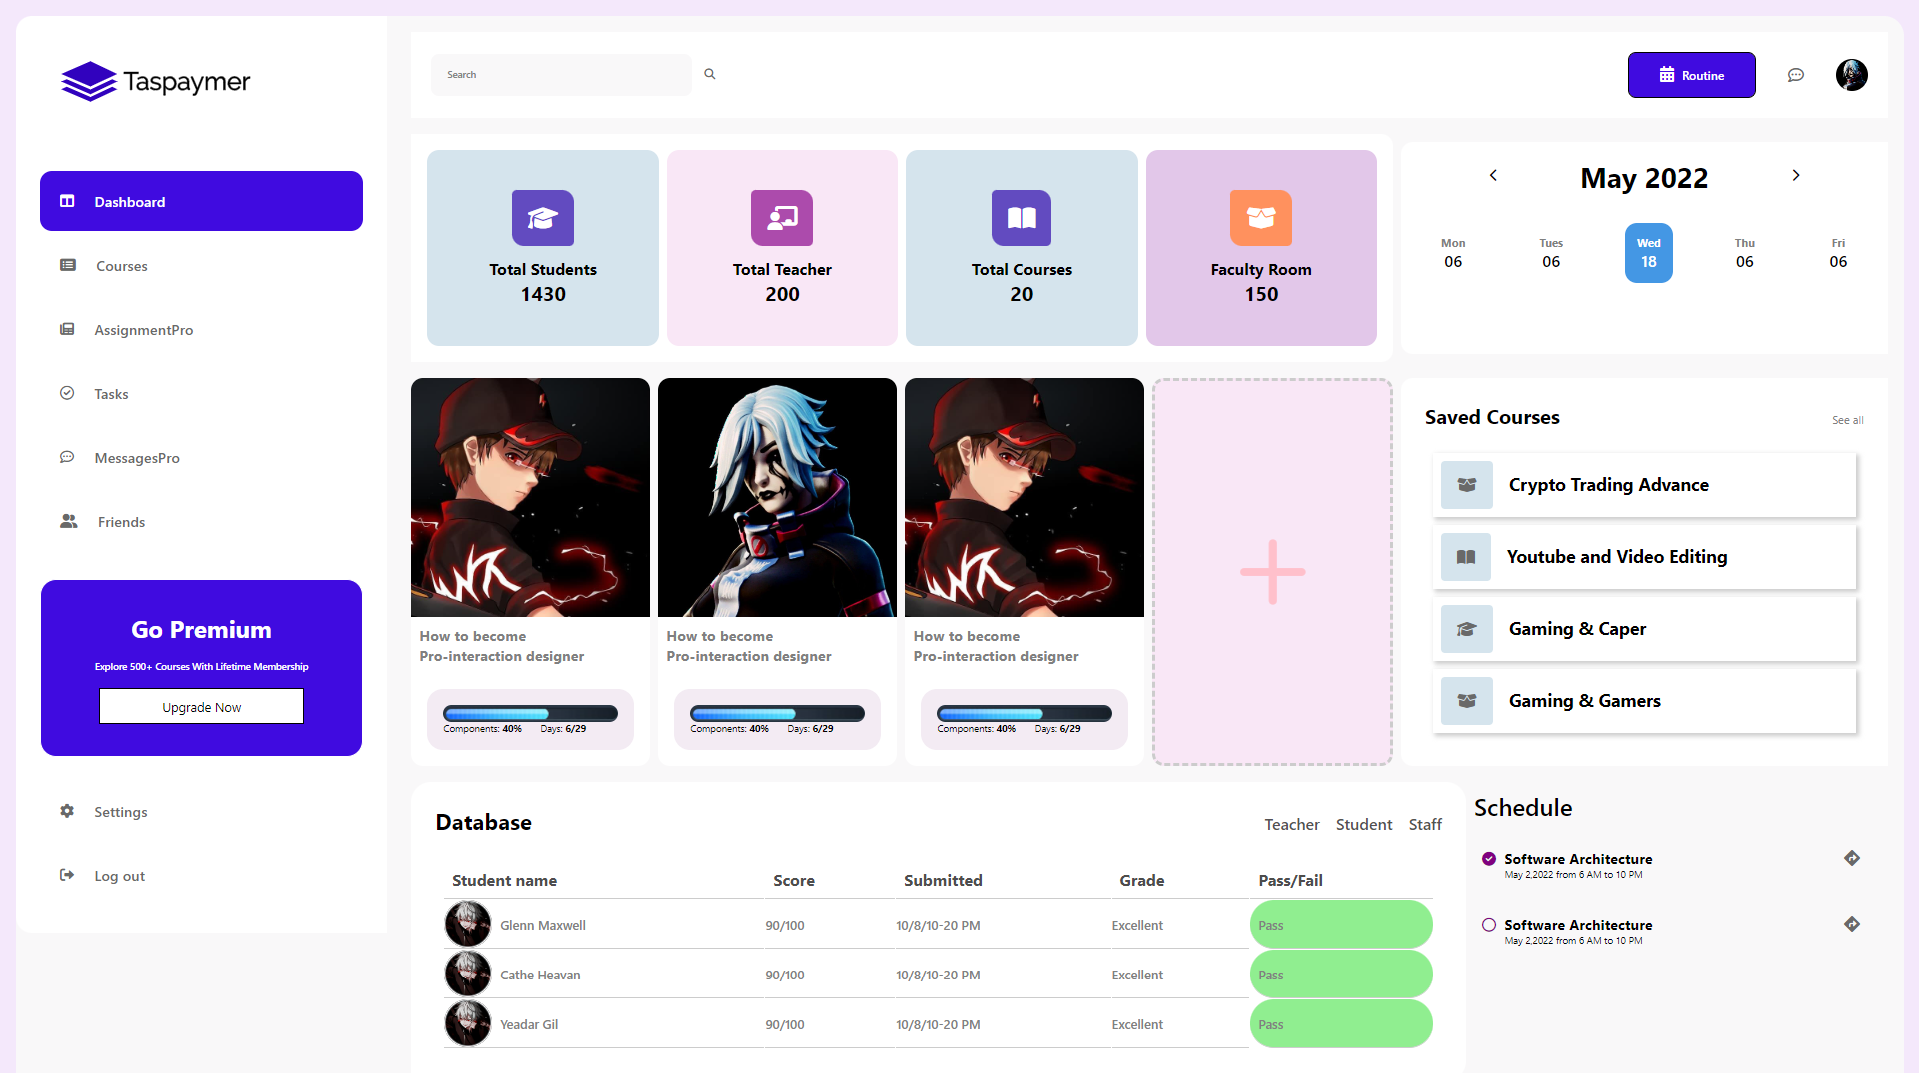 Taspaymer
Dashboard
Courses
AssignmentPro
Tasks
MessagesPro
Friends
Go Premium
Explore 500+ Courses With Lifetime Membership
Upgrade Now
Settings
Log out
Search
Routine
Total Students
1430
Total Teacher
200
Total Courses
20
Faculty Room
150
May 2022
Mon Tues Wed Thu Fri
06 06 18 06 06
How to become
Pro-interaction designer
Components: 40% Days: 6/29
How to become
Pro-interaction designer
Components: 40% Days: 6/29
How to become
Pro-interaction designer
Components: 40% Days: 6/29
Saved Courses See all
Crypto Trading Advance
Youtube and Video Editing
Gaming & Caper
Gaming & Gamers
Database Teacher Student Staff
Student name Score Submitted Grade Pass/Fail
Glenn Maxwell 90/100 10/8/10-20 PM Excellent Pass
Cathe Heavan 90/100 10/8/10-20 PM Excellent Pass
Yeadar Gil 90/100 10/8/10-20 PM Excellent Pass
Schedule
Software Architecture
May 2,2022 from 6 AM to 10 PM
Software Architecture
May 2,2022 from 6 AM to 10 PM